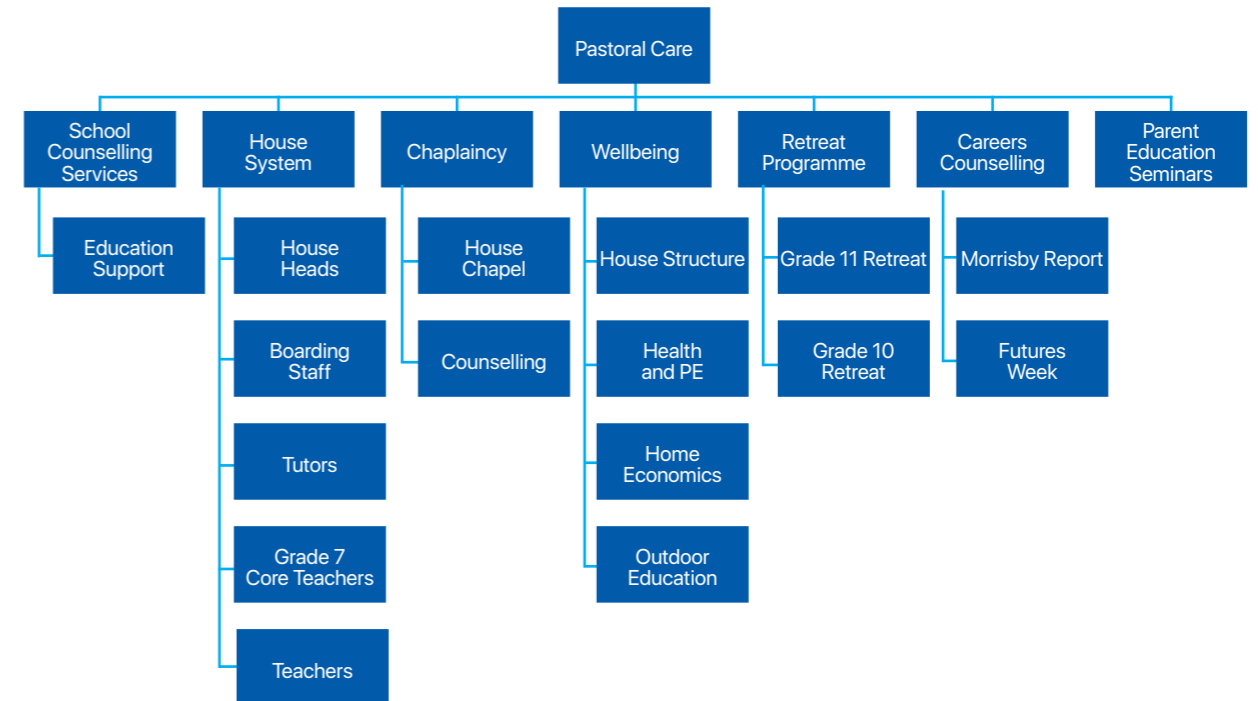 Pastoral Care
School
Counselling
Services
House
System
Chaplaincy
Wellbeing
Retreat
Programme
Careers
Counselling
Parent
Education
Seminars
Education
Support
House
Heads
House
Chapel
House Structure
Grade 11 Retreat
Morrisby Report
Boarding
Staff
Counselling
Health
and PE
Grade 10
Retreat
Futures
Week
Tutors
Home
Economics
Grade 7
Core Teachers
Outdoor
Education
Teachers